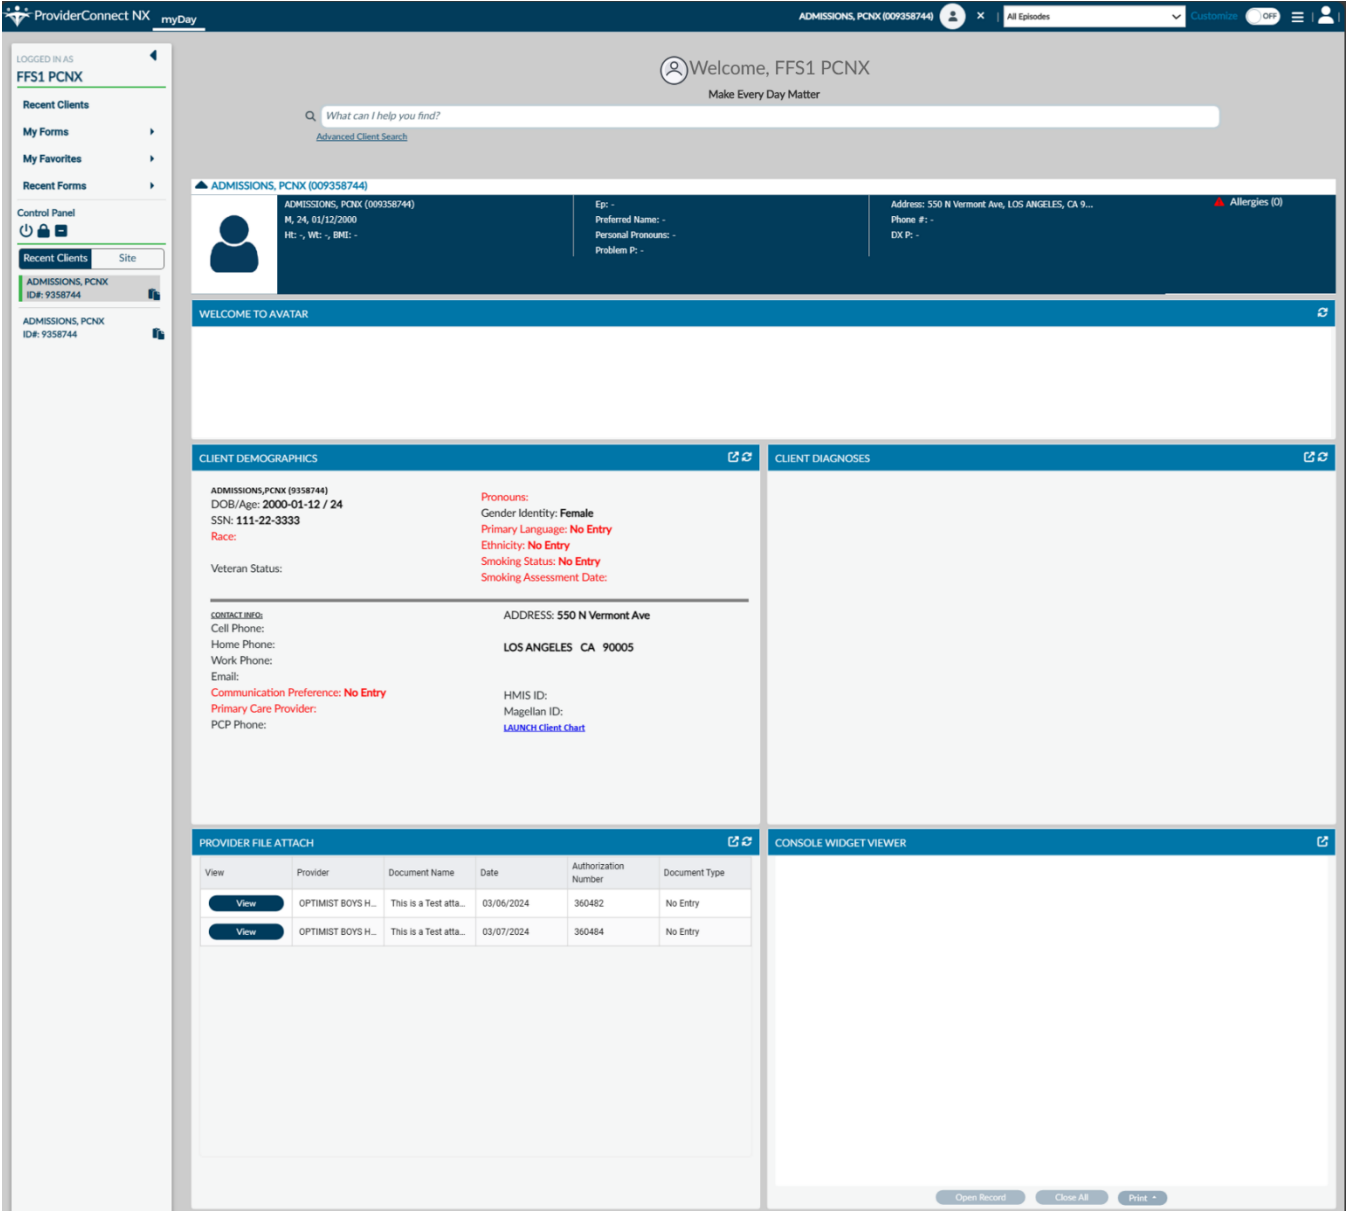 ProviderConnect NX myDay
ADMISSIONS, PCNX (009358744) × All Episodes Customize OFF
LOGGED IN AS
FFS1 PCNX
Recent Clients
My Forms
My Favorites
Recent Forms
Control Panel
Recent Clients Site
ADMISSIONS, PCNX
ID#: 9358744
ADMISSIONS, PCNX
ID#: 9358744
Welcome, FFS1 PCNX
Make Every Day Matter
What can I help you find?
Advanced Client Search
ADMISSIONS, PCNX (009358744)
ADMISSIONS, PCNX (009358744)
M, 24, 01/12/2000
Ht: -, Wt: -, BMI: -
Ep: -
Preferred Name: -
Personal Pronouns: -
Problem P: -
Address: 550 N Vermont Ave, LOS ANGELES, CA 9...
Phone #: -
DX P: -
Allergies (0)
WELCOME TO AVATAR
CLIENT DEMOGRAPHICS
ADMISSIONS,PCNX (9358744)
DOB/Age: 2000-01-12 / 24
SSN: 111-22-3333
Race:
Veteran Status:
Pronouns:
Gender Identity: Female
Primary Language: No Entry
Ethnicity: No Entry
Smoking Status: No Entry
Smoking Assessment Date:
CONTACT INFO:
Cell Phone:
Home Phone:
Work Phone:
Email:
Communication Preference: No Entry
Primary Care Provider:
PCP Phone:
ADDRESS: 550 N Vermont Ave
LOS ANGELES CA 90005
HMIS ID:
Magellan ID:
LAUNCH Client Chart
CLIENT DIAGNOSES
PROVIDER FILE ATTACH
View Provider Document Name Date Authorization Number Document Type
View OPTIMIST BOYS H... This is a Test atta... 03/06/2024 360482 No Entry
View OPTIMIST BOYS H... This is a Test atta... 03/07/2024 360484 No Entry
CONSOLE WIDGET VIEWER
Open Record Close All Print